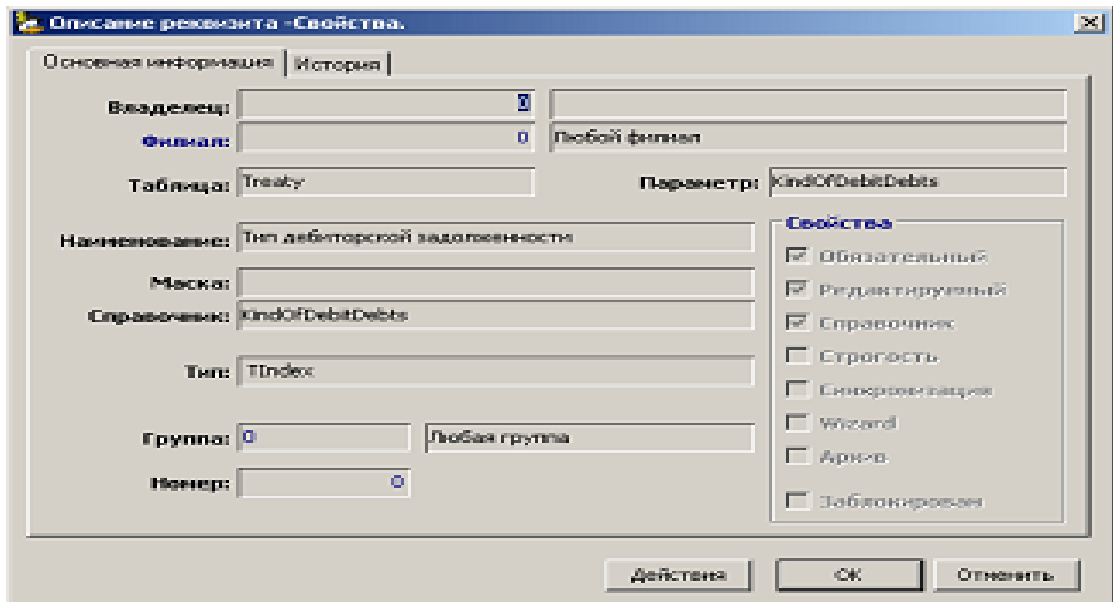 Описание реквизита -Свойства.
Основная информация История
Владелец: 0
Филиал: 0 Любой филиал
Таблица: Treaty Параметр: KindOfDebitDebts
Свойства
Наименование: Тип дебиторской задолженности
Обязательный
Маска:
Редактируемый
Справочник: KindOfDebitDebts
Справочник
Строгость
Тип: TIndex
Синхронизация
Wizard
Группа: 0 Любая группа
Архив
Номер: 0
Заблокирован
Действия ОК Отменить